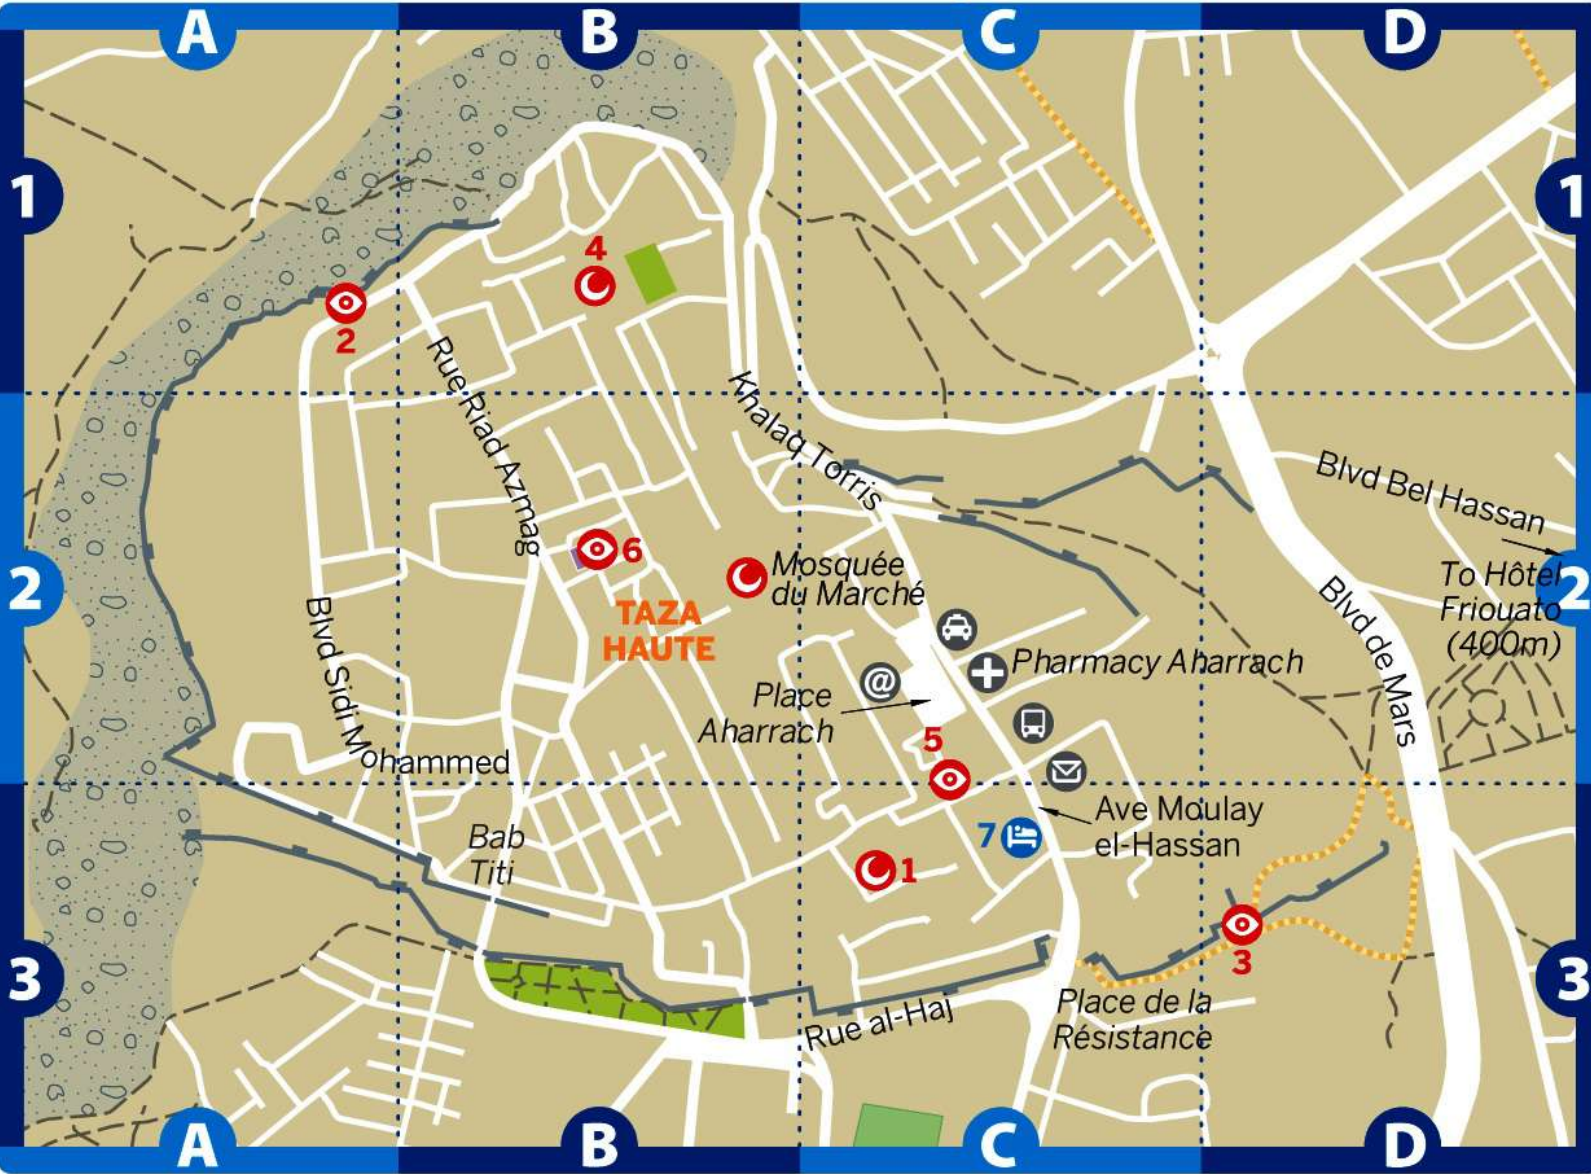 A
B
C
D
1
1
4
2
Rue Riad Azmag
Khalaq Torris
Blvd Bel Hassan
2
2
6
Mosquée
du Marché
To Hôtel
Friouato
(400m)
TAZA
HAUTE
Blvd de Mars
Blvd Sidi Mohammed
@
Pharmacy Aharrach
Place
Aharrach
5
Ave Moulay
el-Hassan
7
Bab
Titi
1
3
3
3
Place de la
Résistance
Rue al-Haj
A
B
C
D